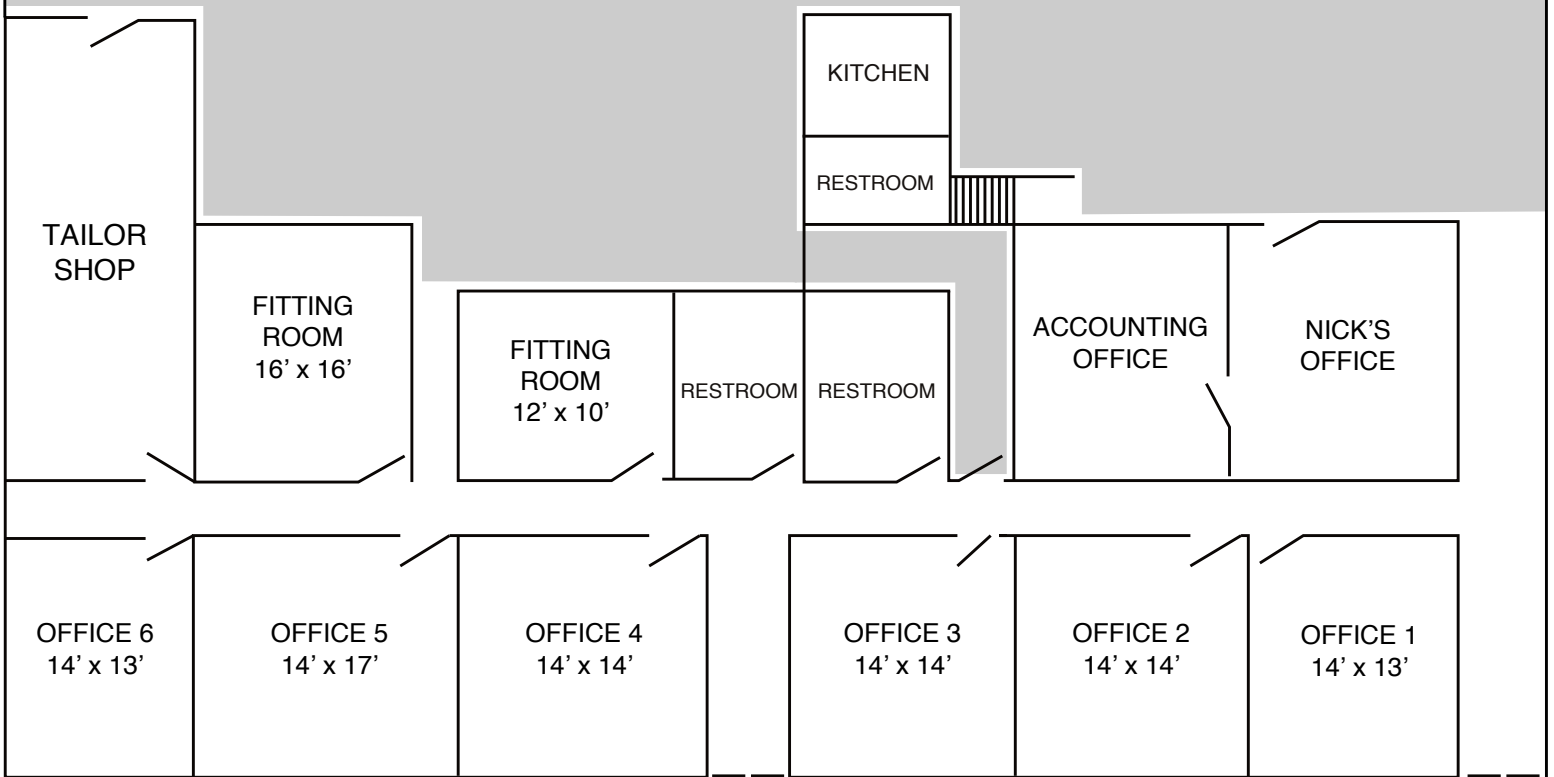 KITCHEN
RESTROOM
TAILOR
SHOP
FITTING
ROOM
16’ x 16’
FITTING
ROOM
12’ x 10’
RESTROOM
RESTROOM
ACCOUNTING
OFFICE
NICK’S
OFFICE
OFFICE 6
14’ x 13’
OFFICE 5
14’ x 17’
OFFICE 4
14’ x 14’
OFFICE 3
14’ x 14’
OFFICE 2
14’ x 14’
OFFICE 1
14’ x 13’